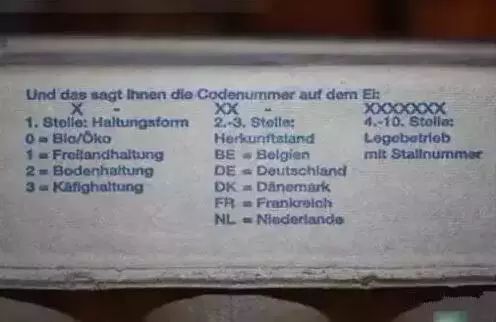 Und das sagt Ihnen die Codenummer auf dem Ei:
X - XX - XXXXXXX
1. Stelle: Haltungsform 2.-3. Stelle: 4.-10. Stelle:
0 = Bio/Öko Herkunftsland Legebetrieb
1 = Freilandhaltung BE = Belgien mit Stallnummer
2 = Bodenhaltung DE = Deutschland
3 = Käfighaltung DK = Dänemark
FR = Frankreich
NL = Niederlande